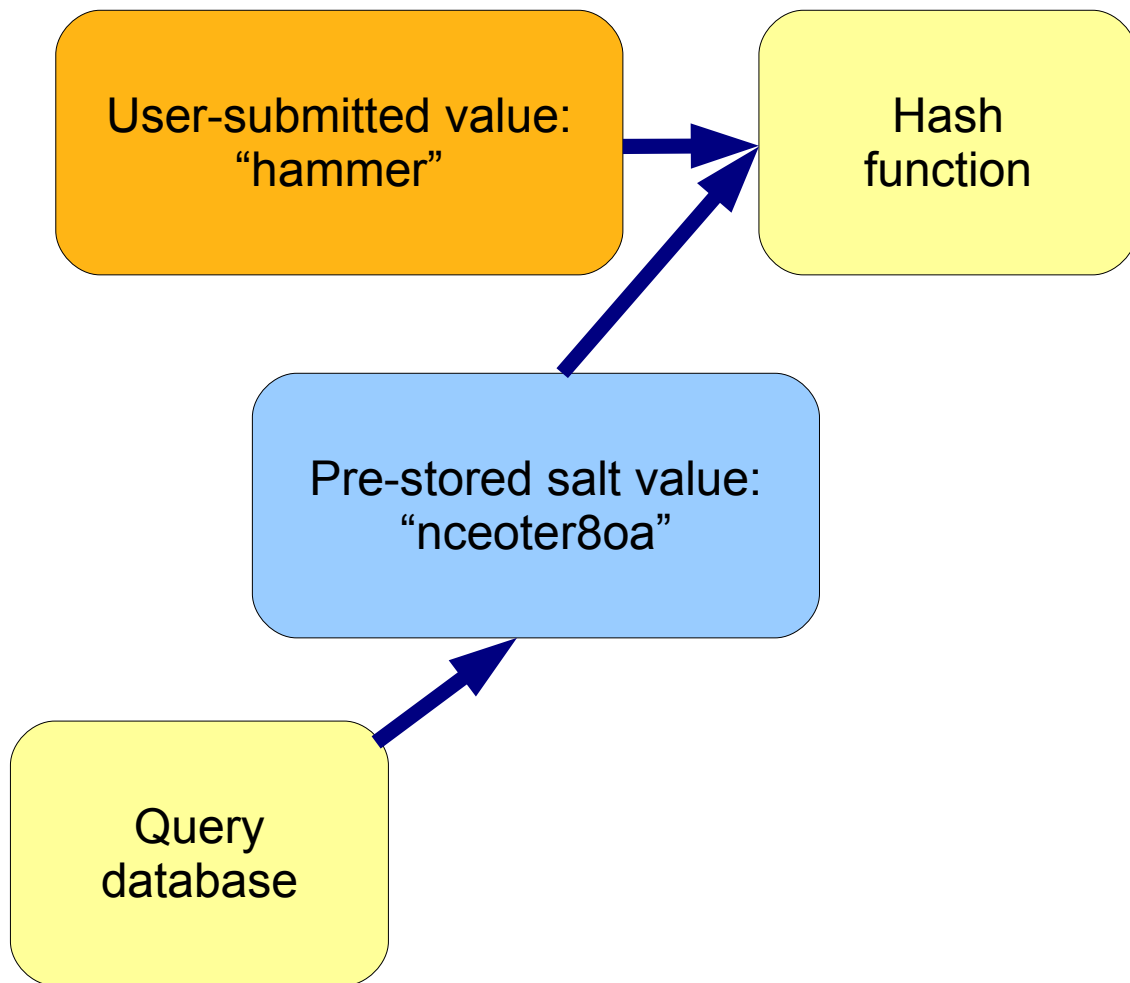 User-submitted value:
“hammer”
Hash
function
Pre-stored salt value:
“nceoter8oa”
Query
database